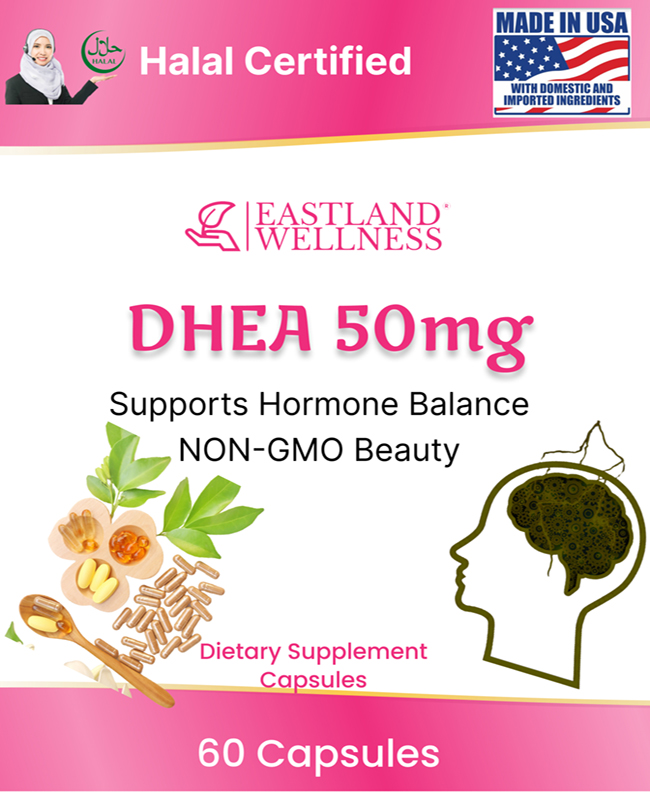 حلال
HALAL
Halal Certified
MADE IN USA
WITH DOMESTIC AND
IMPORTED INGREDIENTS
EASTLAND®
WELLNESS
DHEA 50mg
Supports Hormone Balance
NON-GMO Beauty
Dietary Supplement
Capsules
60 Capsules